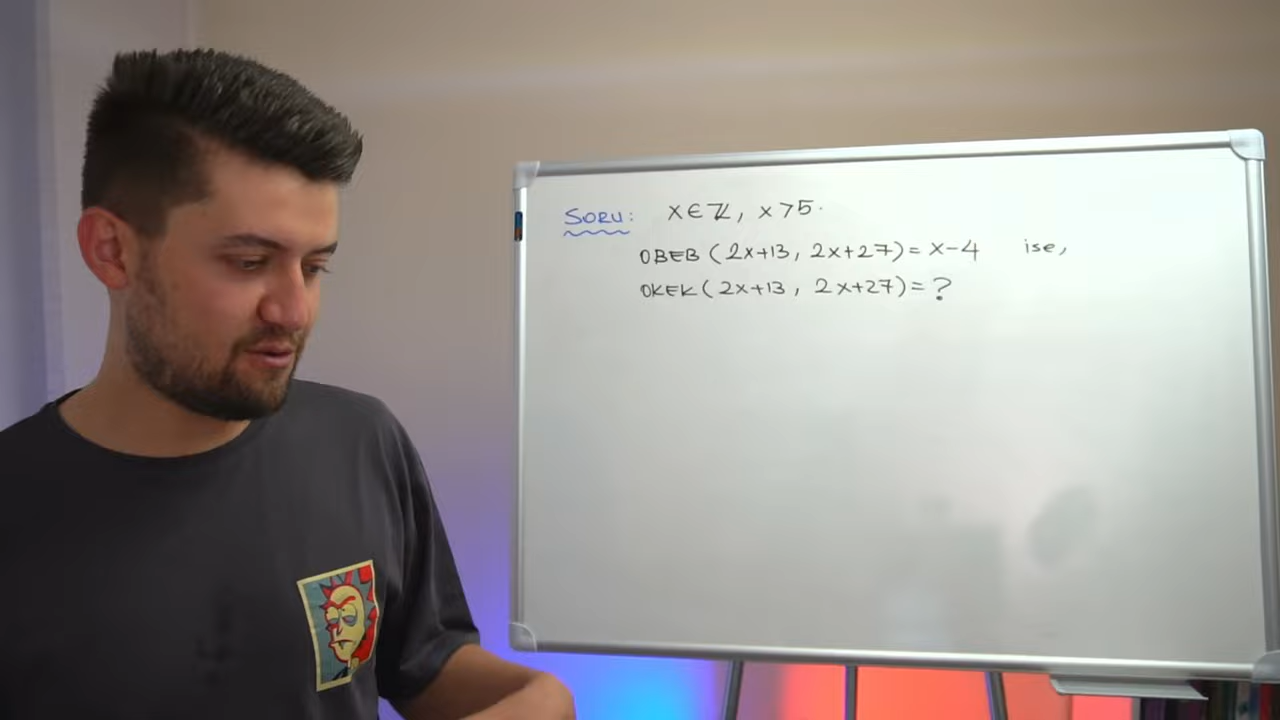 SORU: x∈ℤ, x>5.
OBEB (2x+13, 2x+27) = x-4 ise,
OKEK (2x+13, 2x+27) = ?